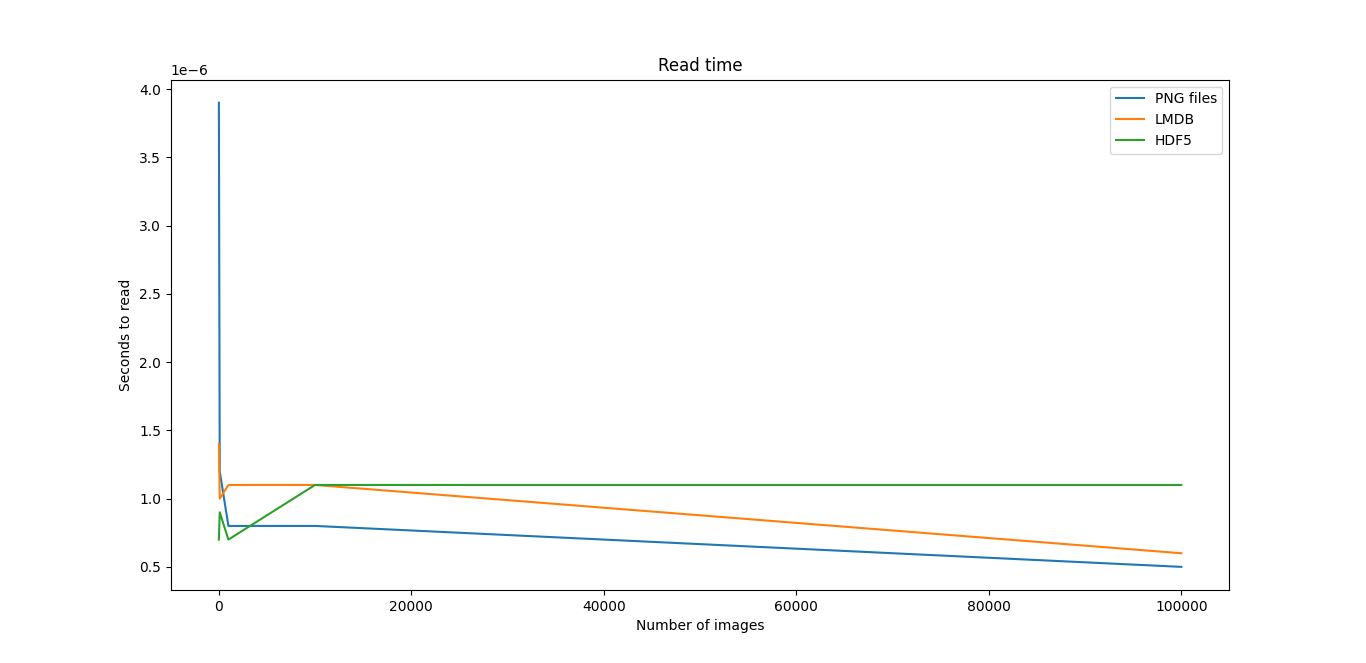 Read time
1e−6
4.0
3.5
3.0
2.5
2.0
1.5
1.0
0.5
Seconds to read
0
20000
40000
60000
80000
100000
Number of images
PNG files
LMDB
HDF5